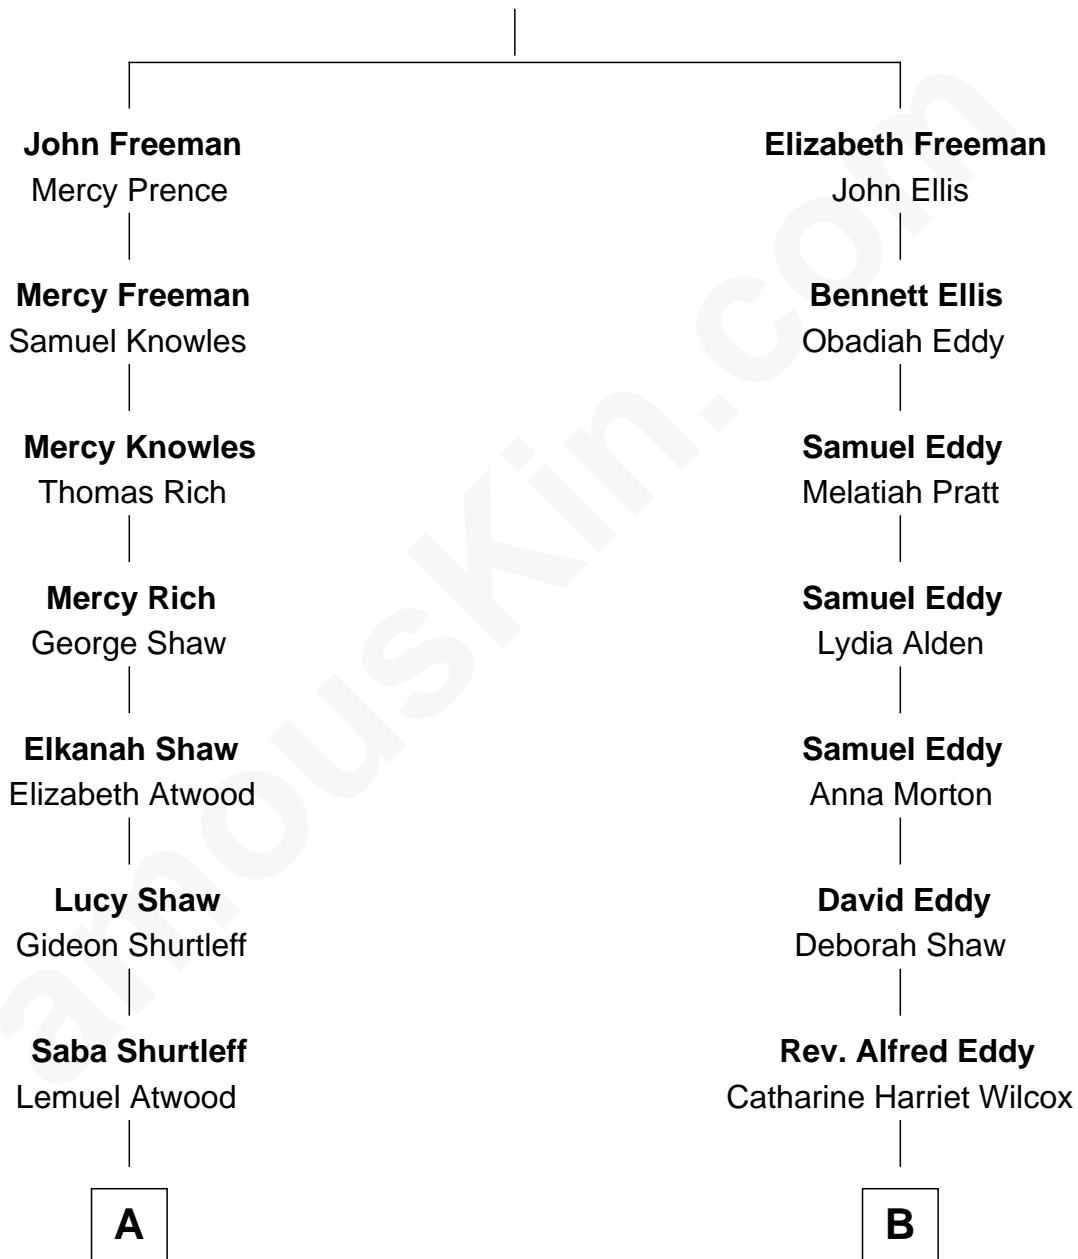 John Freeman
Mercy Prence
Mercy Freeman
Samuel Knowles
Mercy Knowles
Thomas Rich
Mercy Rich
George Shaw
Elkanah Shaw
Elizabeth Atwood
Lucy Shaw
Gideon Shurtleff
Saba Shurtleff
Lemuel Atwood
A
Elizabeth Freeman
John Ellis
Bennett Ellis
Obadiah Eddy
Samuel Eddy
Melatiah Pratt
Samuel Eddy
Lydia Alden
Samuel Eddy
Anna Morton
David Eddy
Deborah Shaw
Rev. Alfred Eddy
Catharine Harriet Wilcox
B
amousKin.com